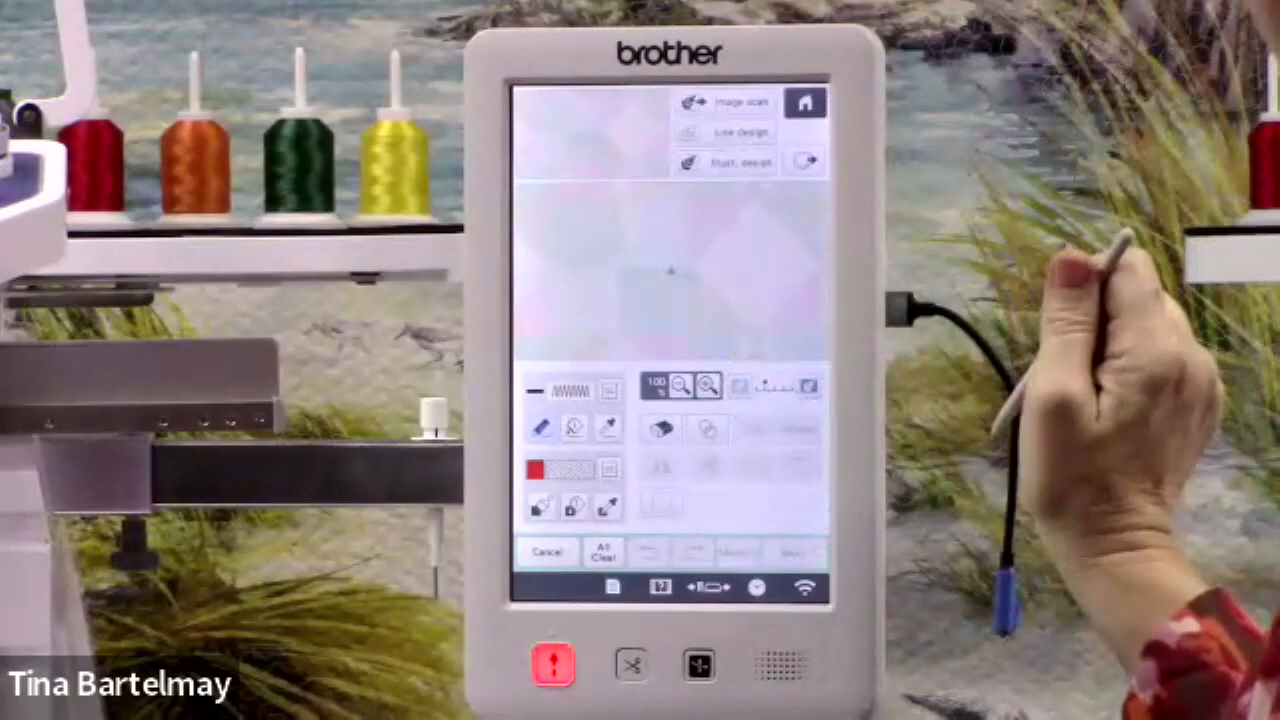 brother
Image scan
Line design
Illust. design
100
%
Cancel
All
Clear
Tina Bartelmay